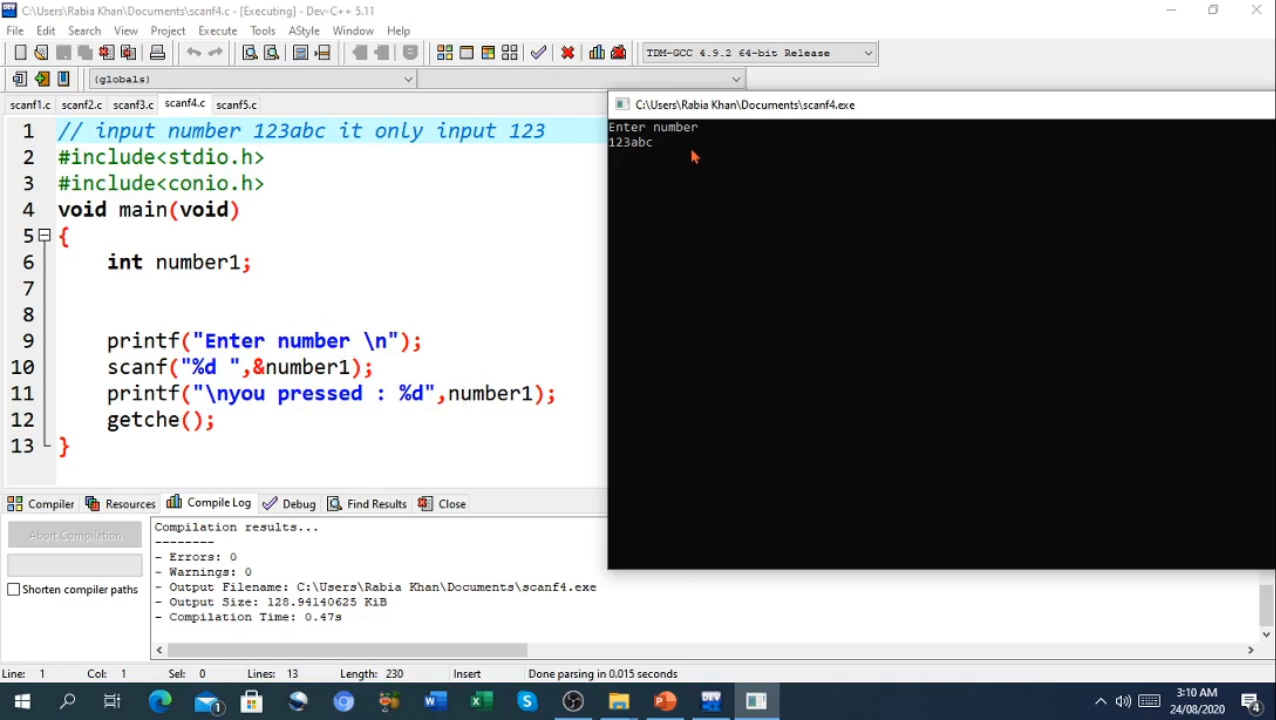 C:\Users\Rabia Khan\Documents\scanf4.c - [Executing] - Dev-C++ 5.11
File Edit Search View Project Execute Tools AStyle Window Help
TDM-GCC 4.9.2 64-bit Release
(globals)
scanf1.c scanf2.c scanf3.c scanf4.c scanf5.c
1 // input number 123abc it only input 123
2 #include<stdio.h>
3 #include<conio.h>
4 void main(void)
5 {
6 int number1;
7
8
9 printf("Enter number \n");
10 scanf("%d ",&number1);
11 printf("\nyou pressed : %d",number1);
12 getche();
13 }
C:\Users\Rabia Khan\Documents\scanf4.exe
Enter number
123abc
Compiler Resources Compile Log Debug Find Results Close
Abort Compilation
Shorten compiler paths
Compilation results...
--------
- Errors: 0
- Warnings: 0
- Output Filename: C:\Users\Rabia Khan\Documents\scanf4.exe
- Output Size: 128.94140625 KiB
- Compilation Time: 0.47s
Line: 1 Col: 1 Sel: 0 Lines: 13 Length: 230 Insert Done parsing in 0.015 seconds
3:10 AM
24/08/2020